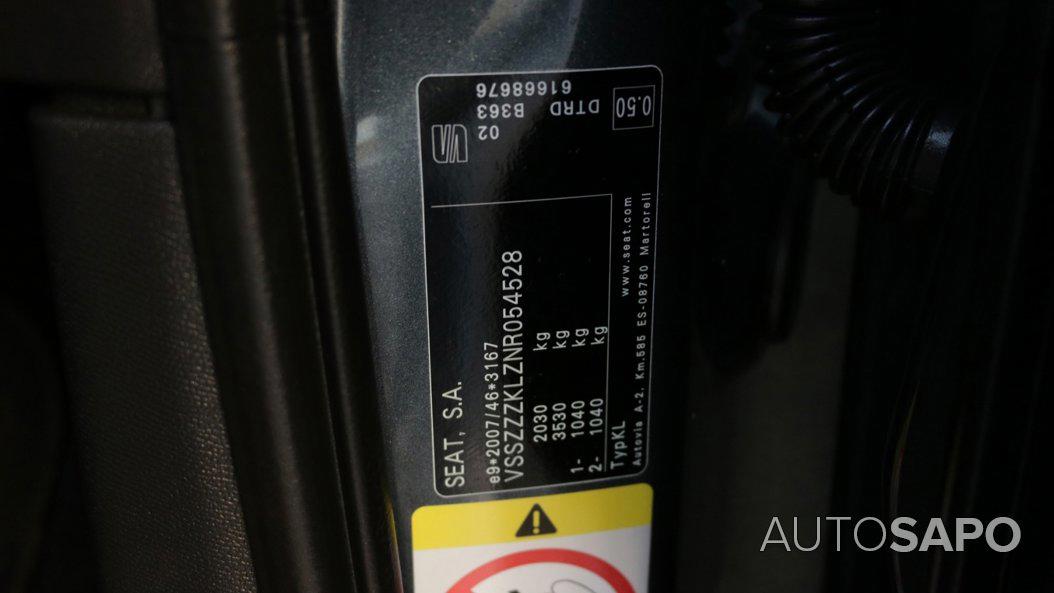 SEAT, S.A.
e9*2007/46*3167
VSSZZZKLZNR054528
2030 kg
3530 kg
1- 1040 kg
2- 1040 kg
TypKL
www.seat.com
Autovia A-2, Km.585 ES-08760 Martorell
61668676
02 B363 DTRD
0.50
AUTOSAPO